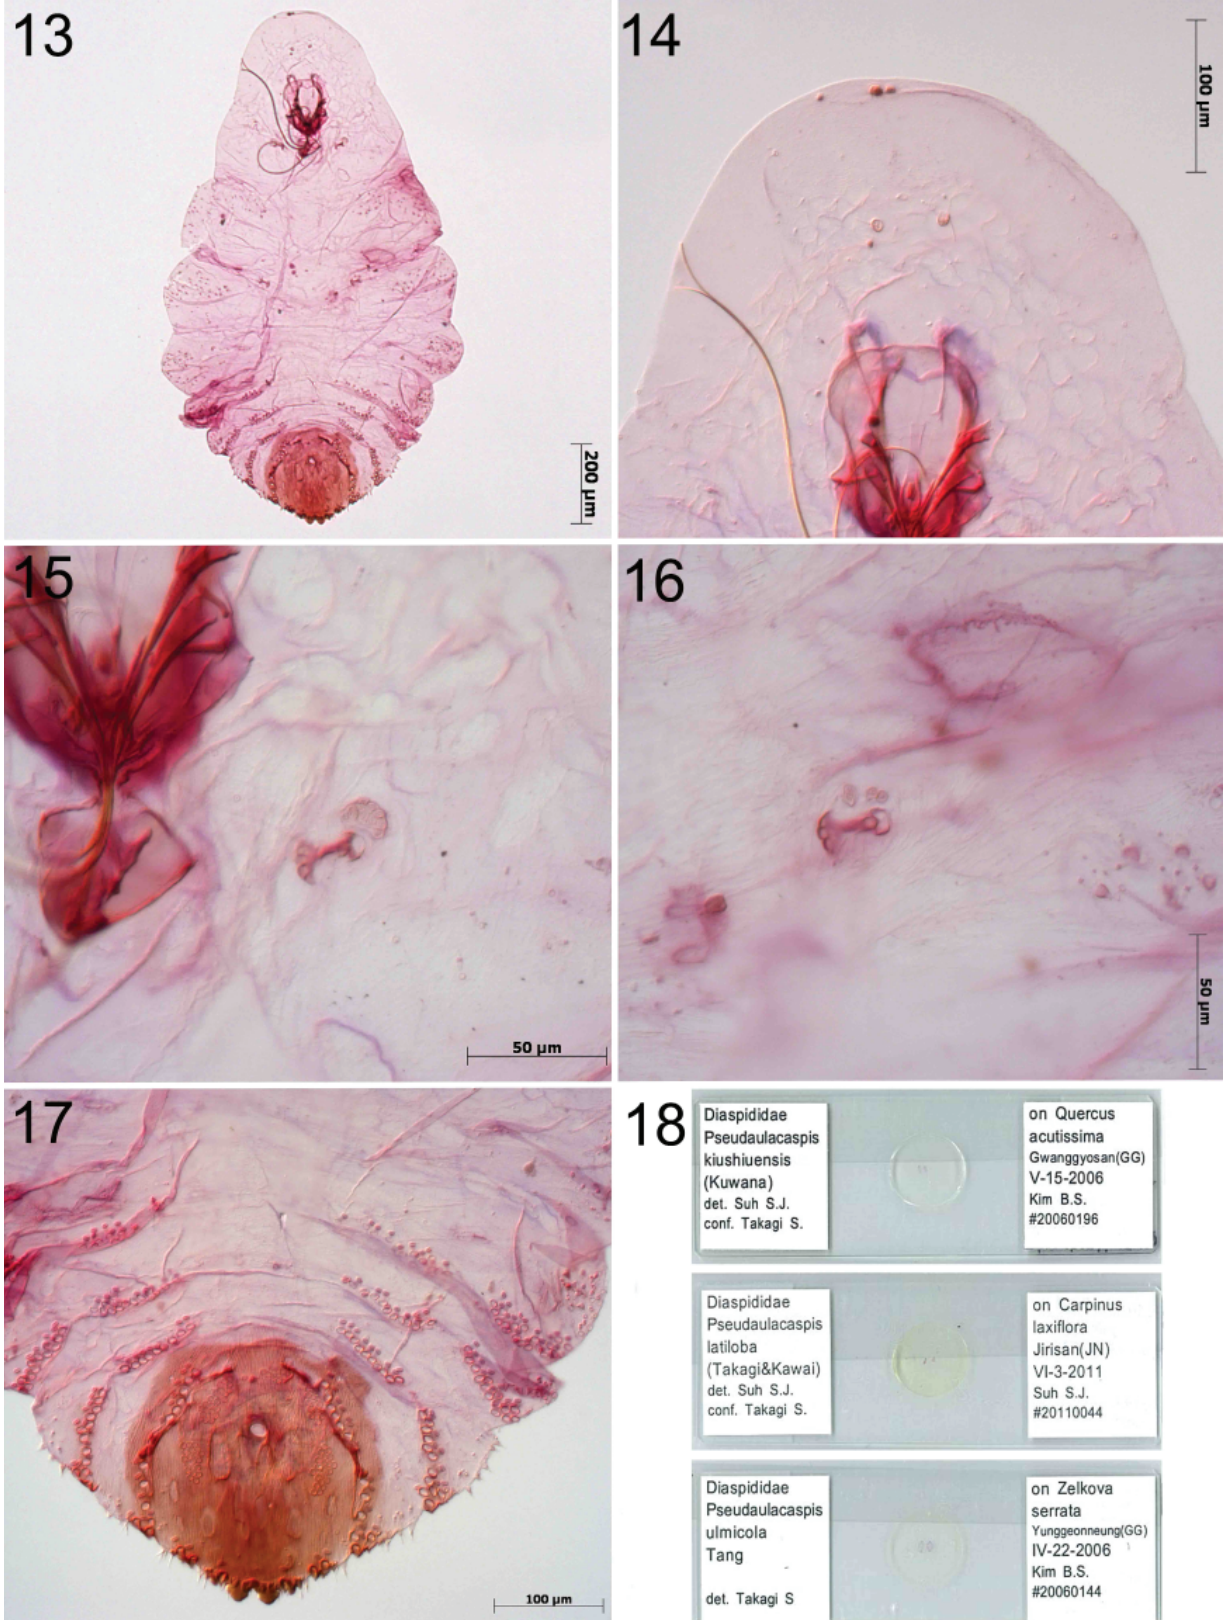 13
200 µm
14
100 µm
15
50 µm
16
50 µm
17
100 µm
18
Diaspididae
Pseudaulacaspis
kiushiuensis
(Kuwana)
det. Suh S.J.
conf. Takagi S.
on Quercus
acutissima
Gwanggyosan(GG)
V-15-2006
Kim B.S.
#20060196
Diaspididae
Pseudaulacaspis
latiloba
(Takagi&Kawai)
det. Suh S.J.
conf. Takagi S.
on Carpinus
laxiflora
Jirisan(JN)
VI-3-2011
Suh S.J.
#20110044
Diaspididae
Pseudaulacaspis
ulmicola
Tang
det. Takagi S
on Zelkova
serrata
Yunggeonneung(GG)
IV-22-2006
Kim B.S.
#20060144